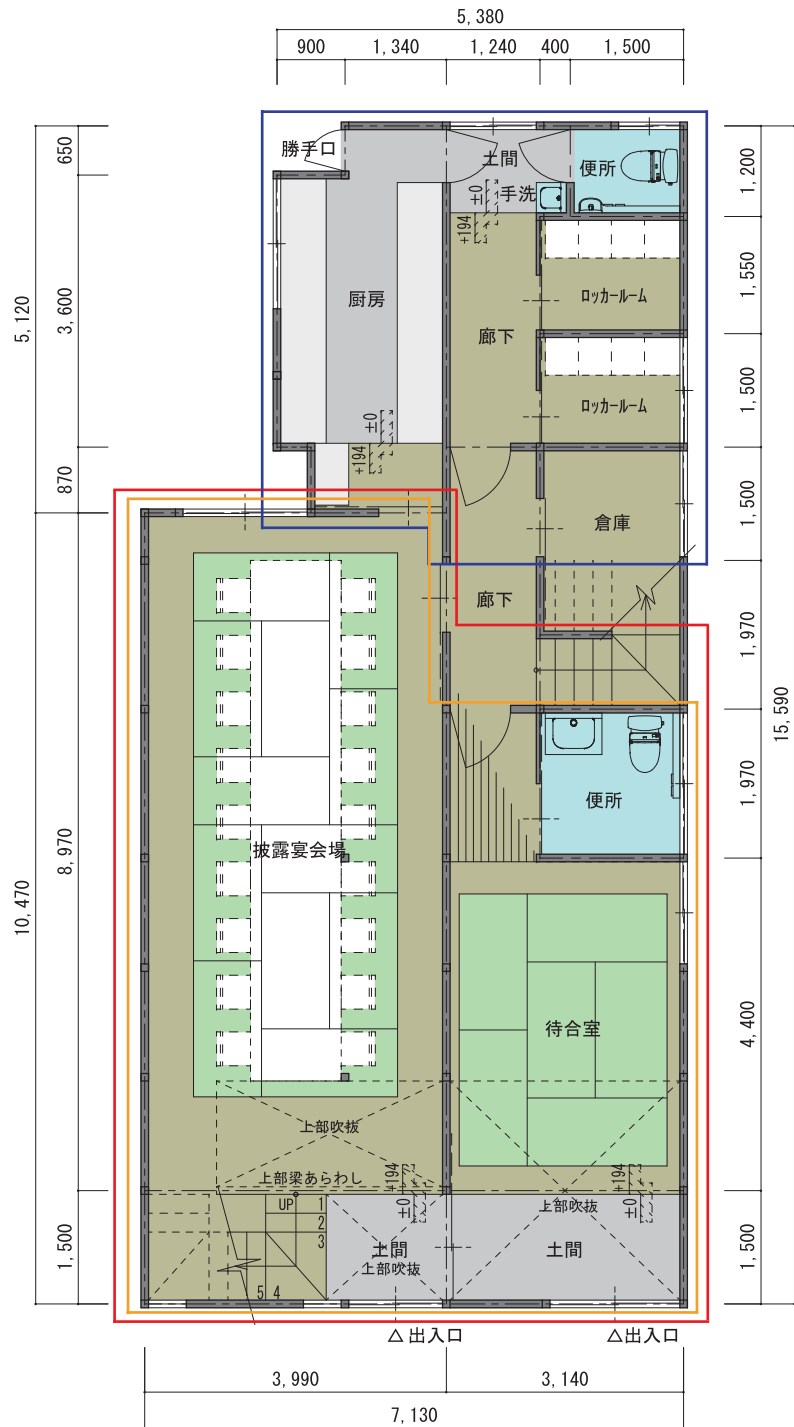 5,380
900
1,340
1,240
400
1,500
勝手口
土間
便所
手洗
±0
+194
ロッカールーム
厨房
廊下
ロッカールーム
±0
+194
倉庫
廊下
便所
披露宴会場
待合室
上部吹抜
上部梁あらわし
+194
±0
+194
±0
上部吹抜
UP
1
2
3
4
5
土間
上部吹抜
土間
△出入口
△出入口
650
3,600
870
5,120
8,970
10,470
1,500
1,200
1,550
1,500
1,500
1,970
1,970
4,400
1,500
15,590
3,990
3,140
7,130